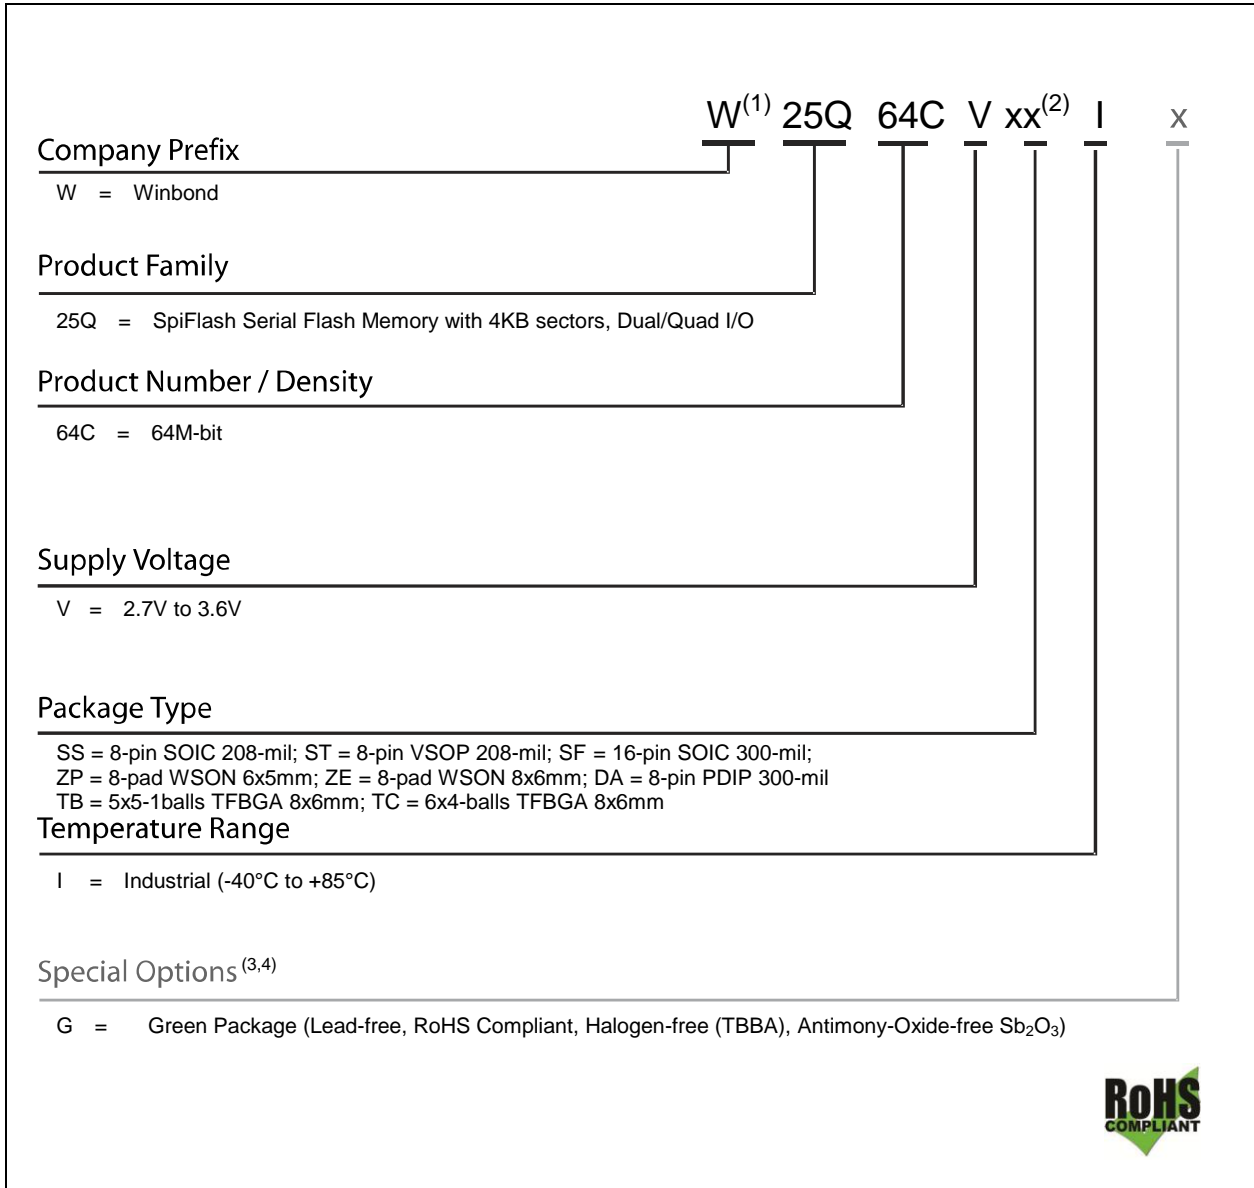 W(1) 25Q 64C V xx(2) I x
Company Prefix
W = Winbond
Product Family
25Q = SpiFlash Serial Flash Memory with 4KB sectors, Dual/Quad I/O
Product Number / Density
64C = 64M-bit
Supply Voltage
V = 2.7V to 3.6V
Package Type
SS = 8-pin SOIC 208-mil; ST = 8-pin VSOP 208-mil; SF = 16-pin SOIC 300-mil;
ZP = 8-pad WSON 6x5mm; ZE = 8-pad WSON 8x6mm; DA = 8-pin PDIP 300-mil
TB = 5x5-1balls TFBGA 8x6mm; TC = 6x4-balls TFBGA 8x6mm
Temperature Range
I = Industrial (-40°C to +85°C)
Special Options (3,4)
G = Green Package (Lead-free, RoHS Compliant, Halogen-free (TBBA), Antimony-Oxide-free Sb₂O₃)
RoHS
COMPLIANT